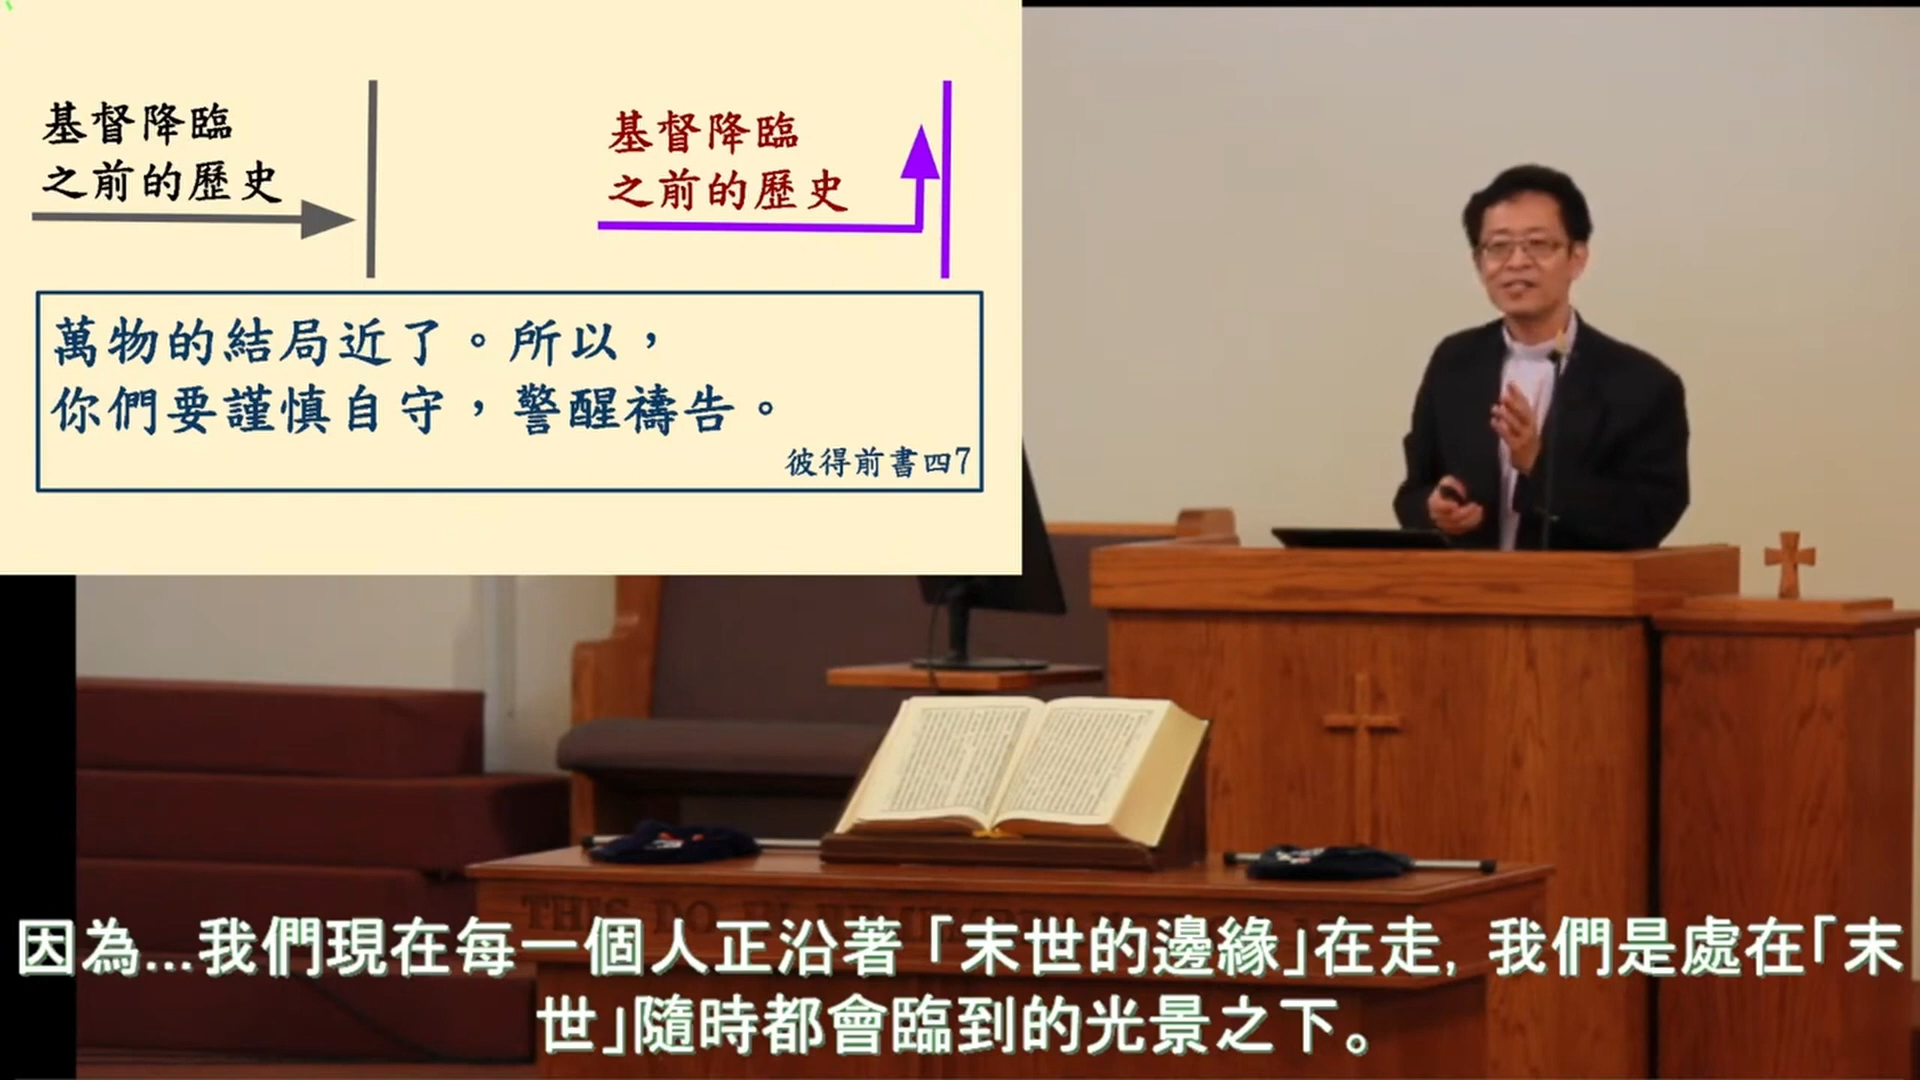 基督降臨
之前的歷史
基督降臨
之前的歷史
萬物的結局近了。所以，
你們要謹慎自守，警醒禱告。
彼得前書四7
THIS DO IN REMEMBRANCE
因為...我們現在每一個人正沿著「末世的邊緣」在走, 我們是處在「末
世」隨時都會臨到的光景之下。